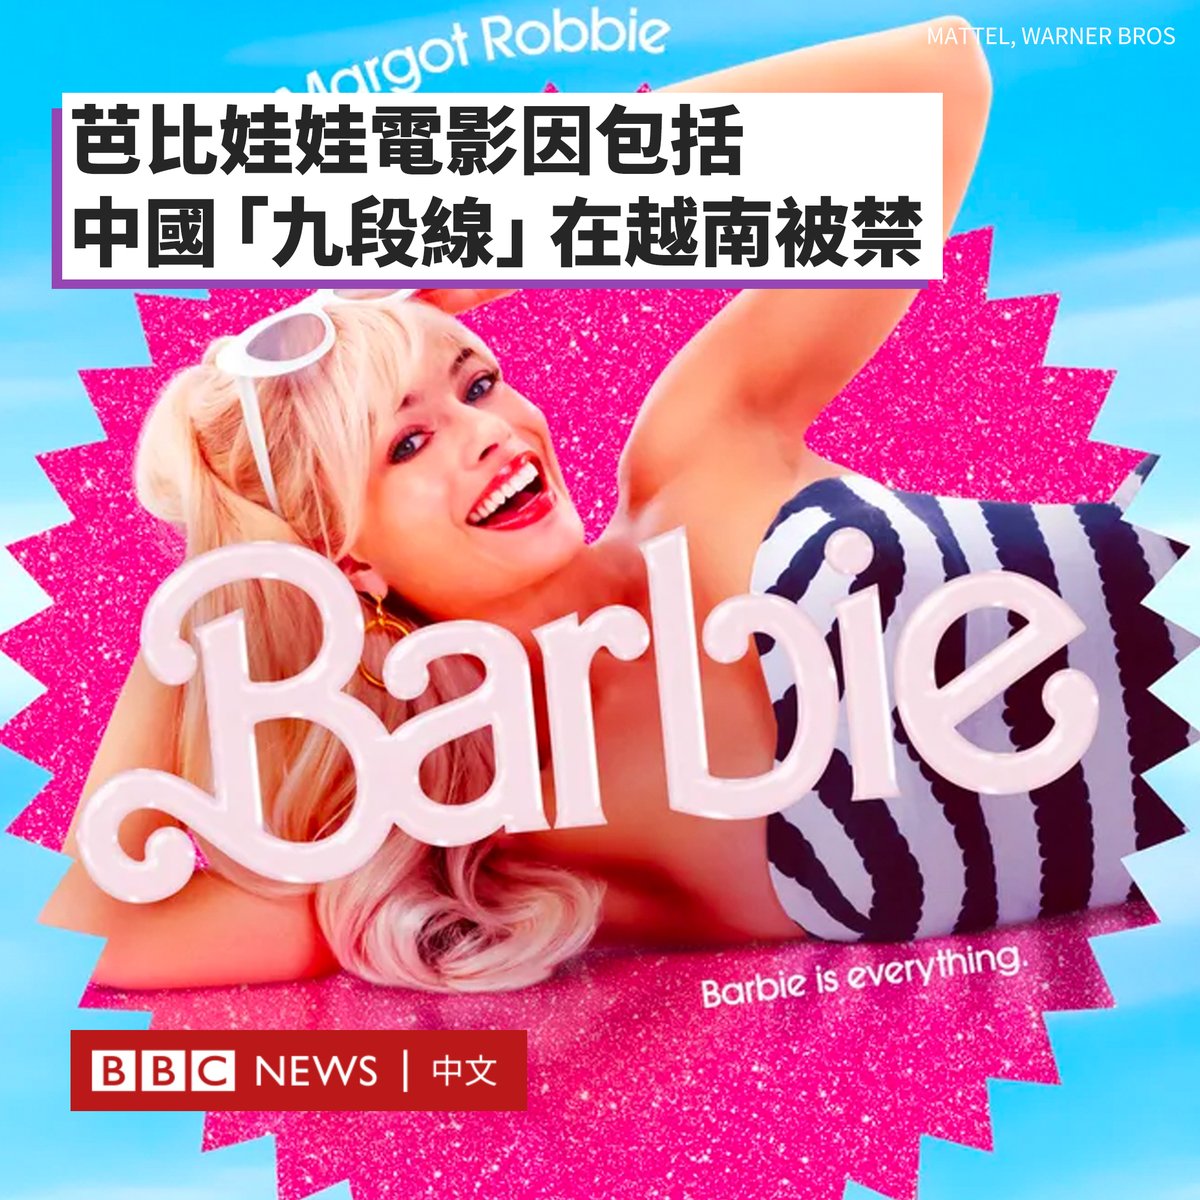 MATTEL, WARNER BROS
Margot Robbie
芭比娃娃電影因包括
中國「九段線」在越南被禁
Barbie
Barbie is everything.
BBC NEWS | 中文